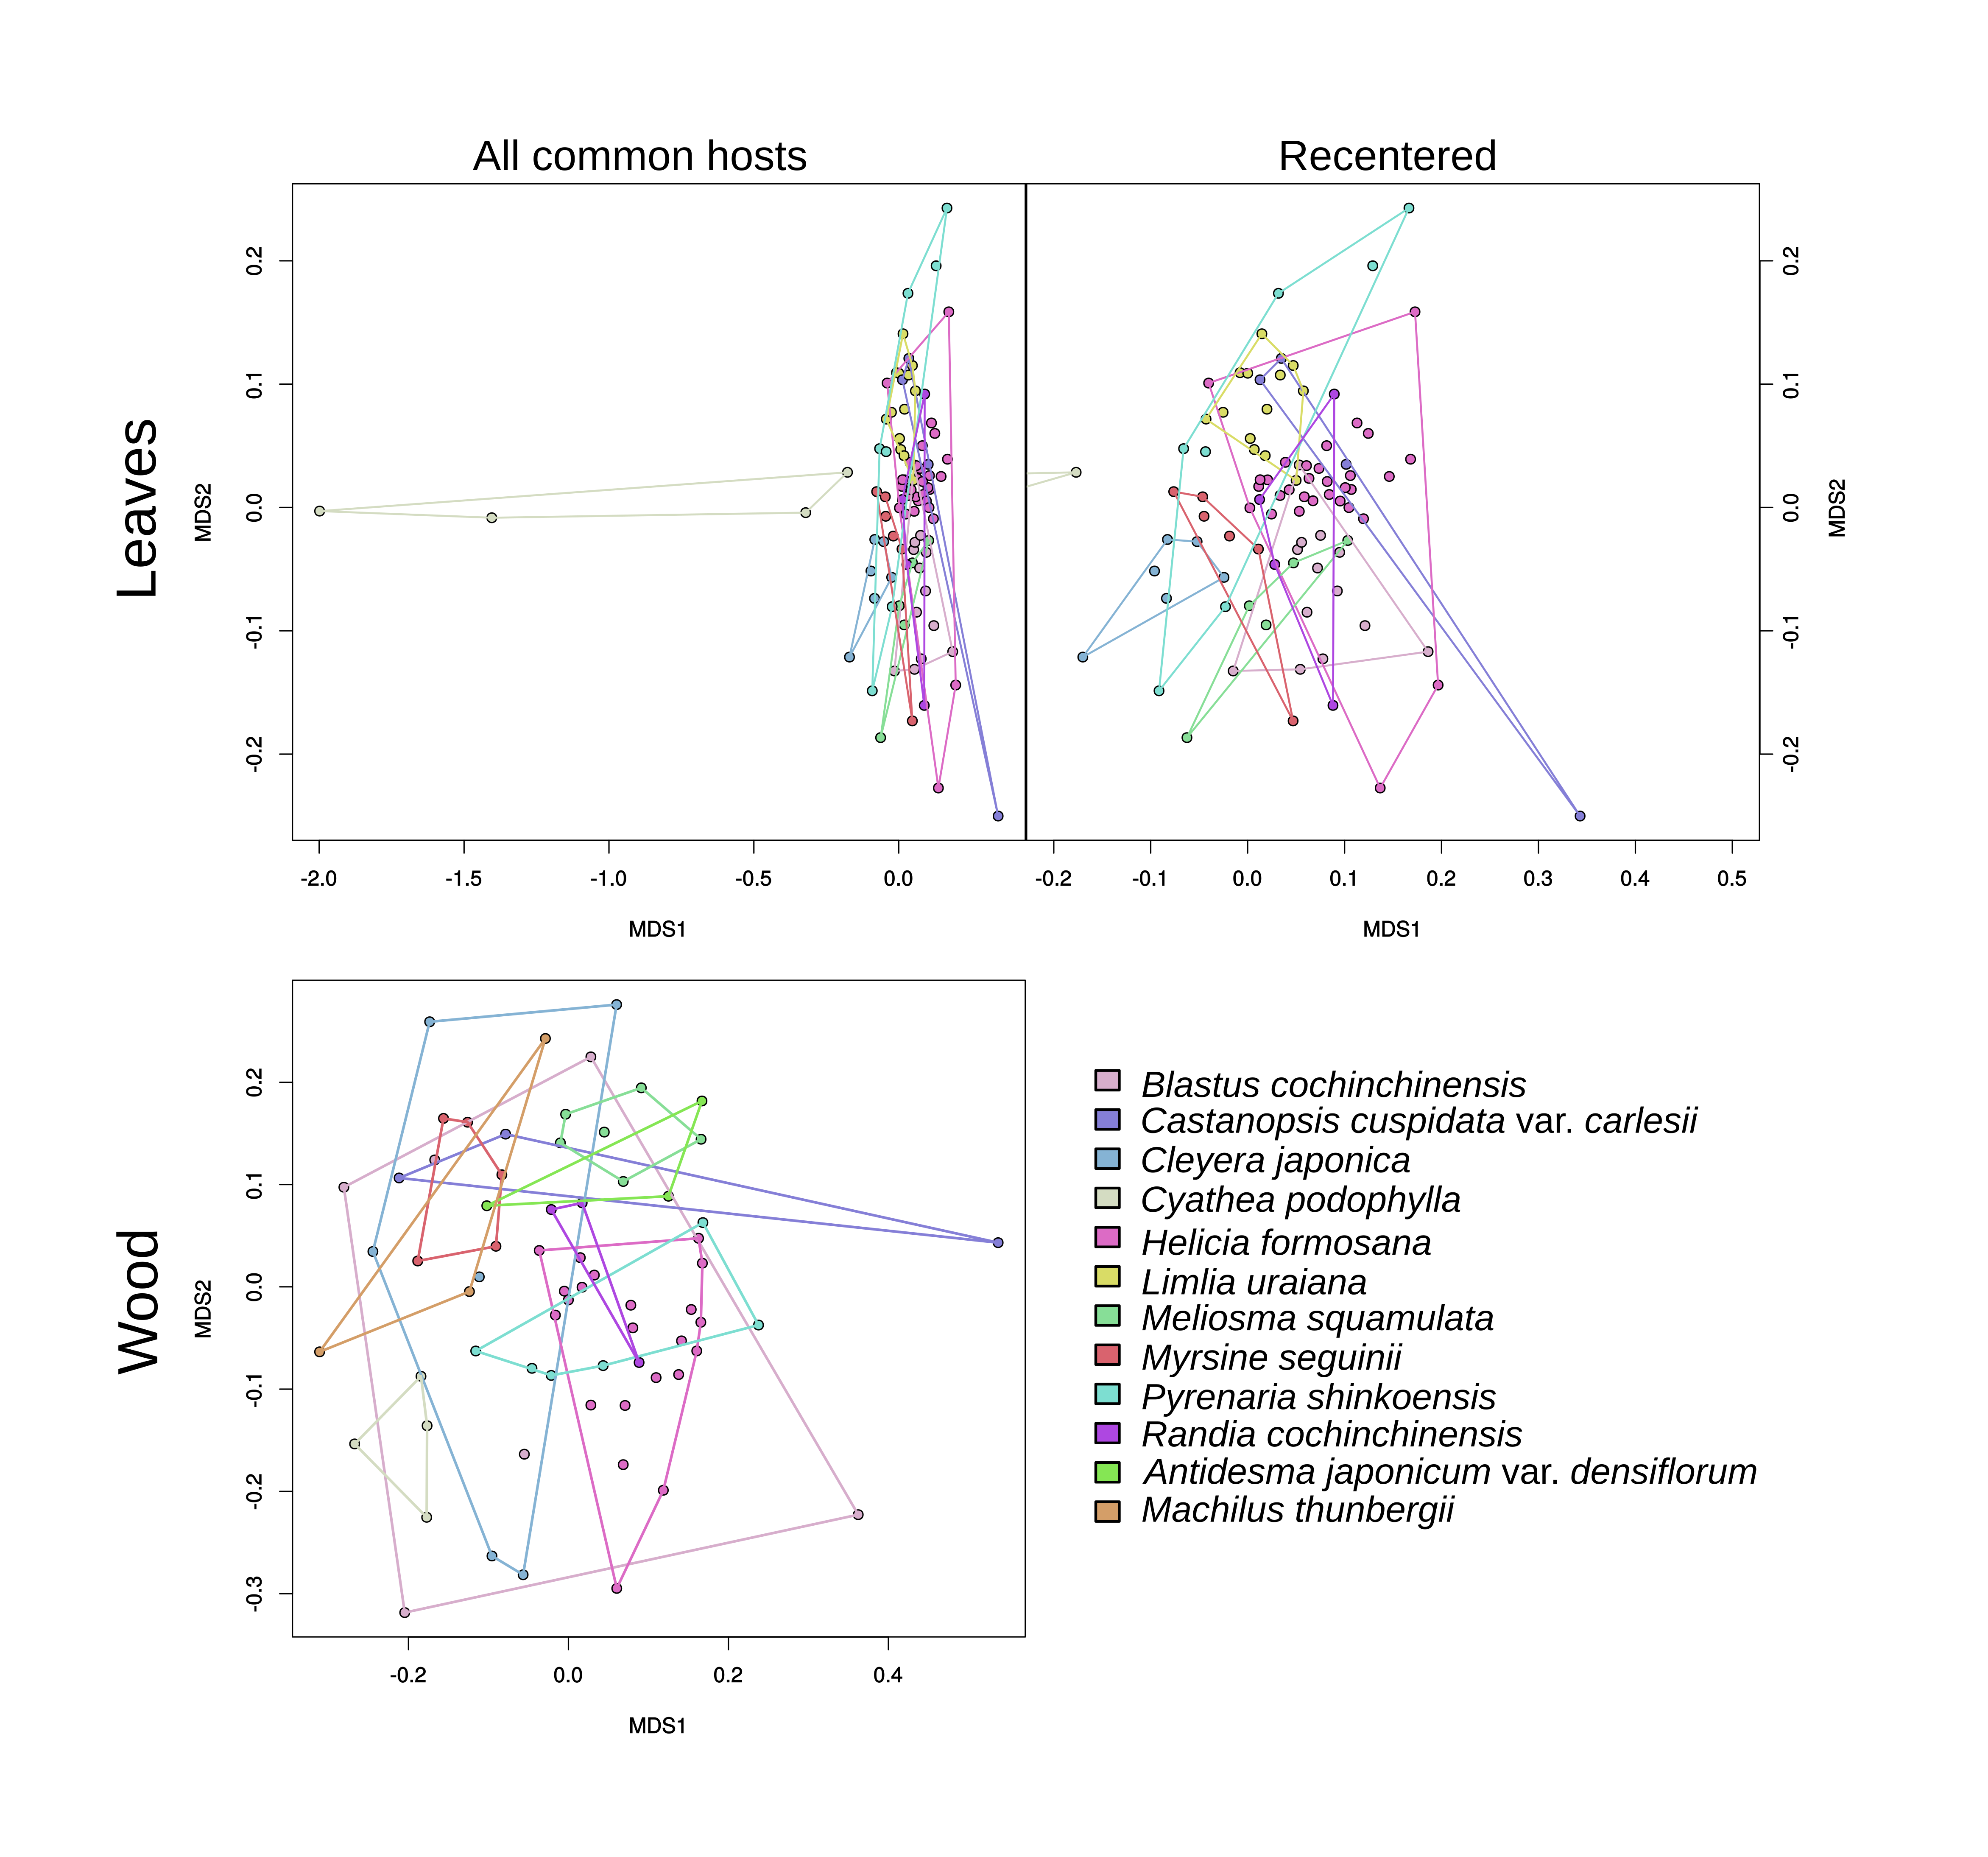 All common hosts
Recentered
Leaves
MDS2
0.2
0.1
0.0
-0.1
-0.2
0.2
0.1
0.0
-0.1
-0.2
MDS2
-2.0 -1.5 -1.0 -0.5 0.0
-0.2 -0.1 0.0 0.1 0.2 0.3 0.4 0.5
MDS1
MDS1
Wood
MDS2
0.2
0.1
0.0
-0.1
-0.2
-0.3
-0.2 0.0 0.2 0.4
MDS1
Blastus cochinchinensis
Castanopsis cuspidata var. carlesii
Cleyera japonica
Cyathea podophylla
Helicia formosana
Limlia uraiana
Meliosma squamulata
Myrsine seguinii
Pyrenaria shinkoensis
Randia cochinchinensis
Antidesma japonicum var. densiflorum
Machilus thunbergii